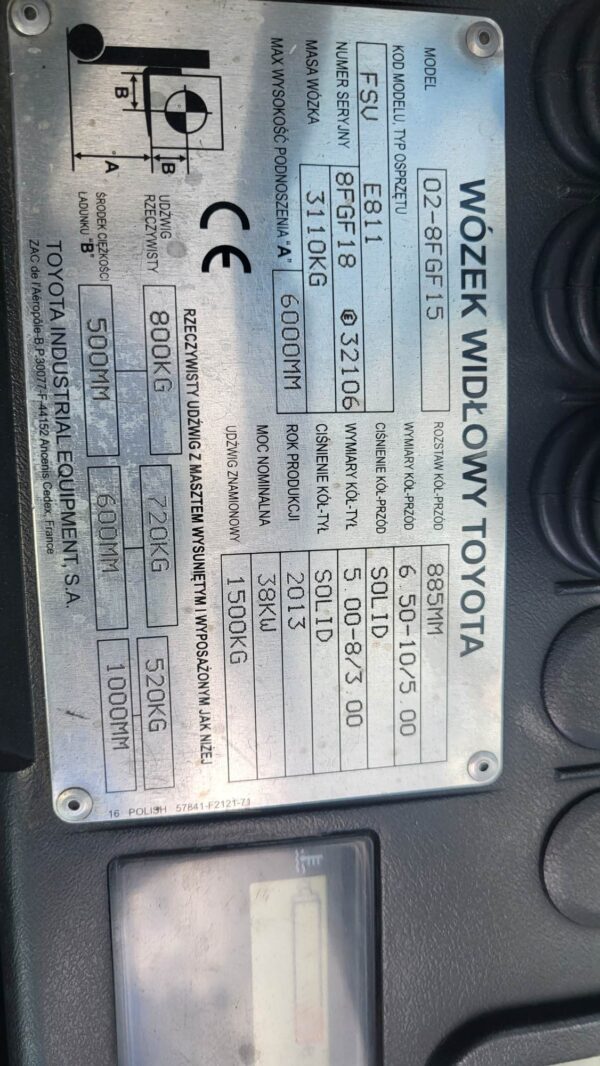 WÓZEK WIDŁOWY TOYOTA
MODEL 02-8FGF15
KOD MODELU, TYP OSPRZĘTU
FSV E811
NUMER SERYJNY 8FGF18 E 32106
MASA WÓZKA 3110KG
MAX WYSOKOŚĆ PODNOSZENIA "A" 6000MM
ROZSTAW KÓŁ-PRZÓD 885MM
WYMIARY KÓŁ-PRZÓD 6.50-10/5.00
CIŚNIENIE KÓŁ-PRZÓD SOLID
WYMIARY KÓŁ-TYŁ 5.00-8/3.00
CIŚNIENIE KÓŁ-TYŁ SOLID
ROK PRODUKCJI 2013
MOC NOMINALNA 38KW
UDŹWIG ZNAMIONOWY 1500KG
CE
RZECZYWISTY UDŹWIG Z MASZTEM WYSUNIĘTYM I WYPOSAŻONYM JAK NIŻEJ
B
B
A
UDŹWIG
RZECZYWISTY
800KG 720KG 520KG
ŚRODEK CIĘŻKOŚCI
ŁADUNKU "B"
500MM 600MM 1000MM
TOYOTA INDUSTRIAL EQUIPMENT, S.A.
ZAC de l'Aéropôle-B.P.30077-F-44152 Ancenis Cedex, France
16 POLISH 57841-F2121-71